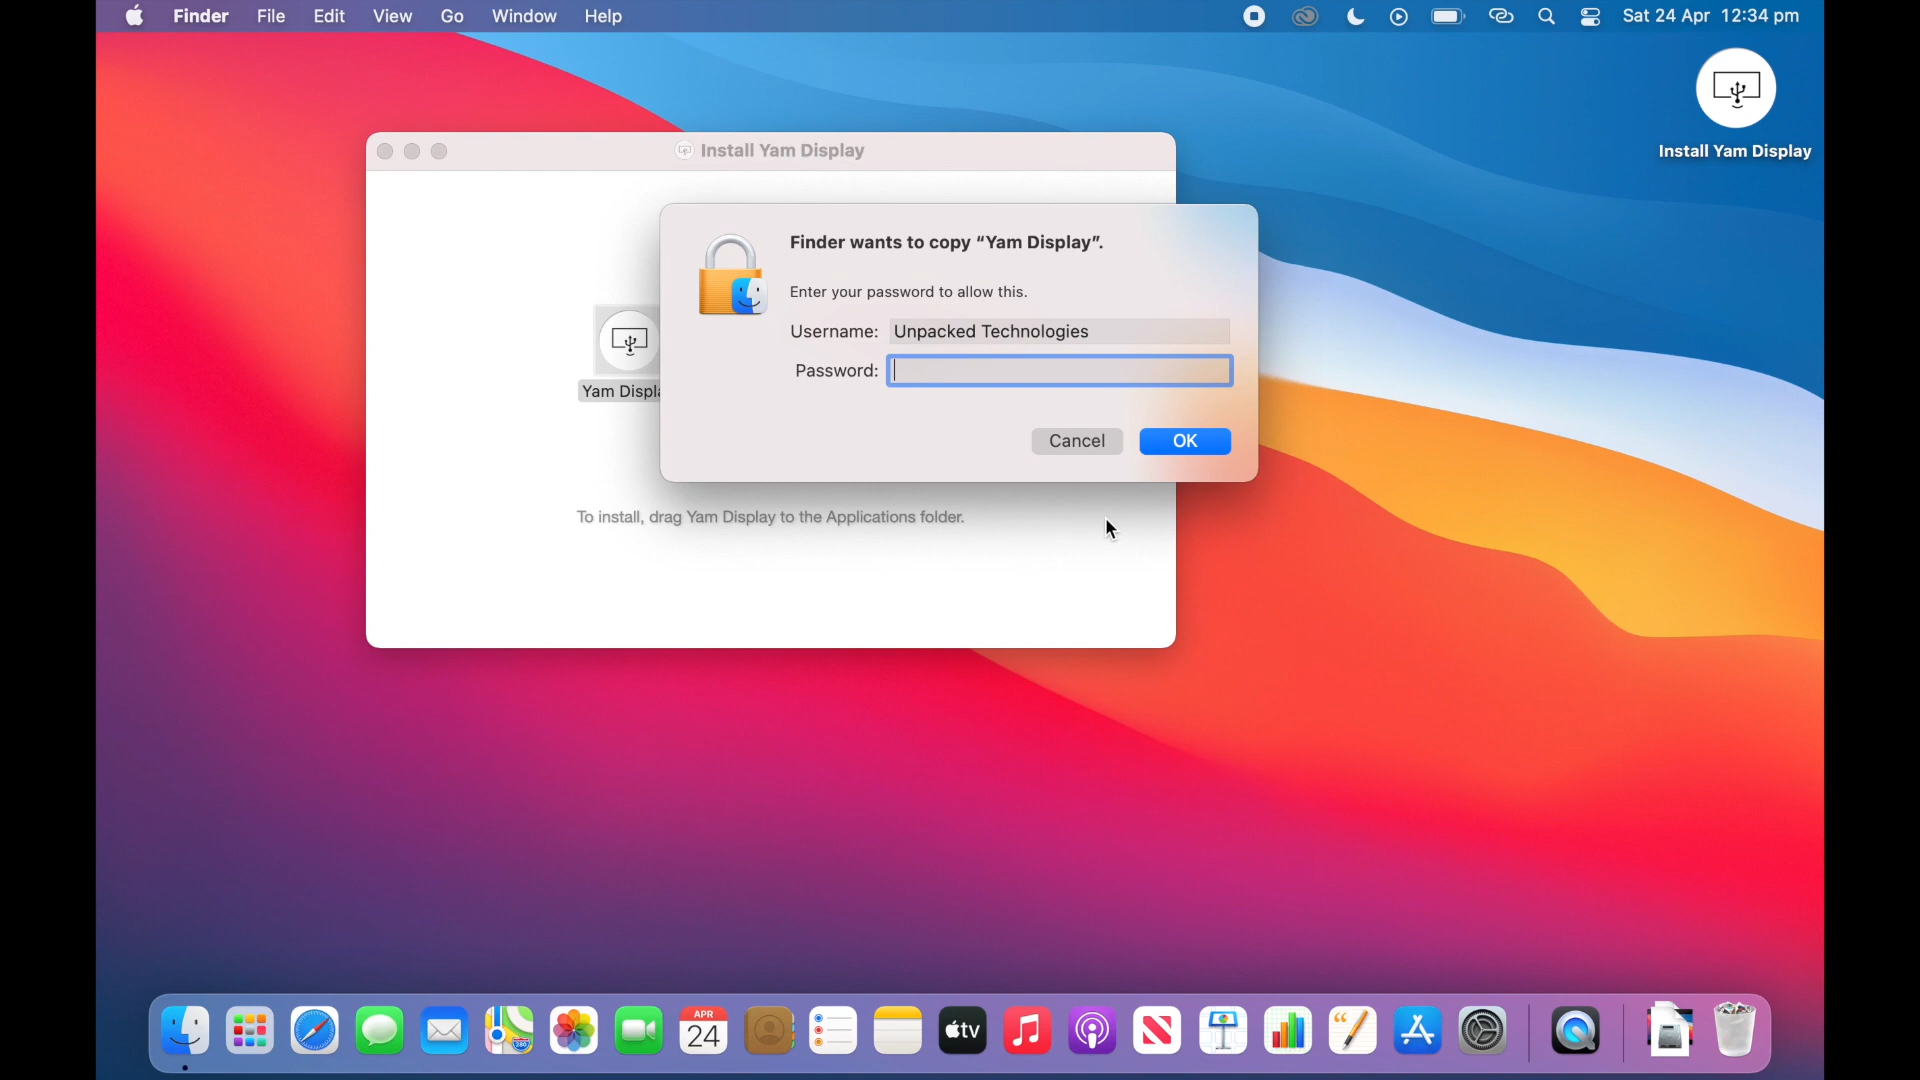 Finder File Edit View Go Window Help
Sat 24 Apr 12:34 pm
Install Yam Display
Install Yam Display
Finder wants to copy “Yam Display”.
Enter your password to allow this.
Username: Unpacked Technologies
Password:
Cancel OK
Yam Displa
To install, drag Yam Display to the Applications folder.
APR
24
tv
280